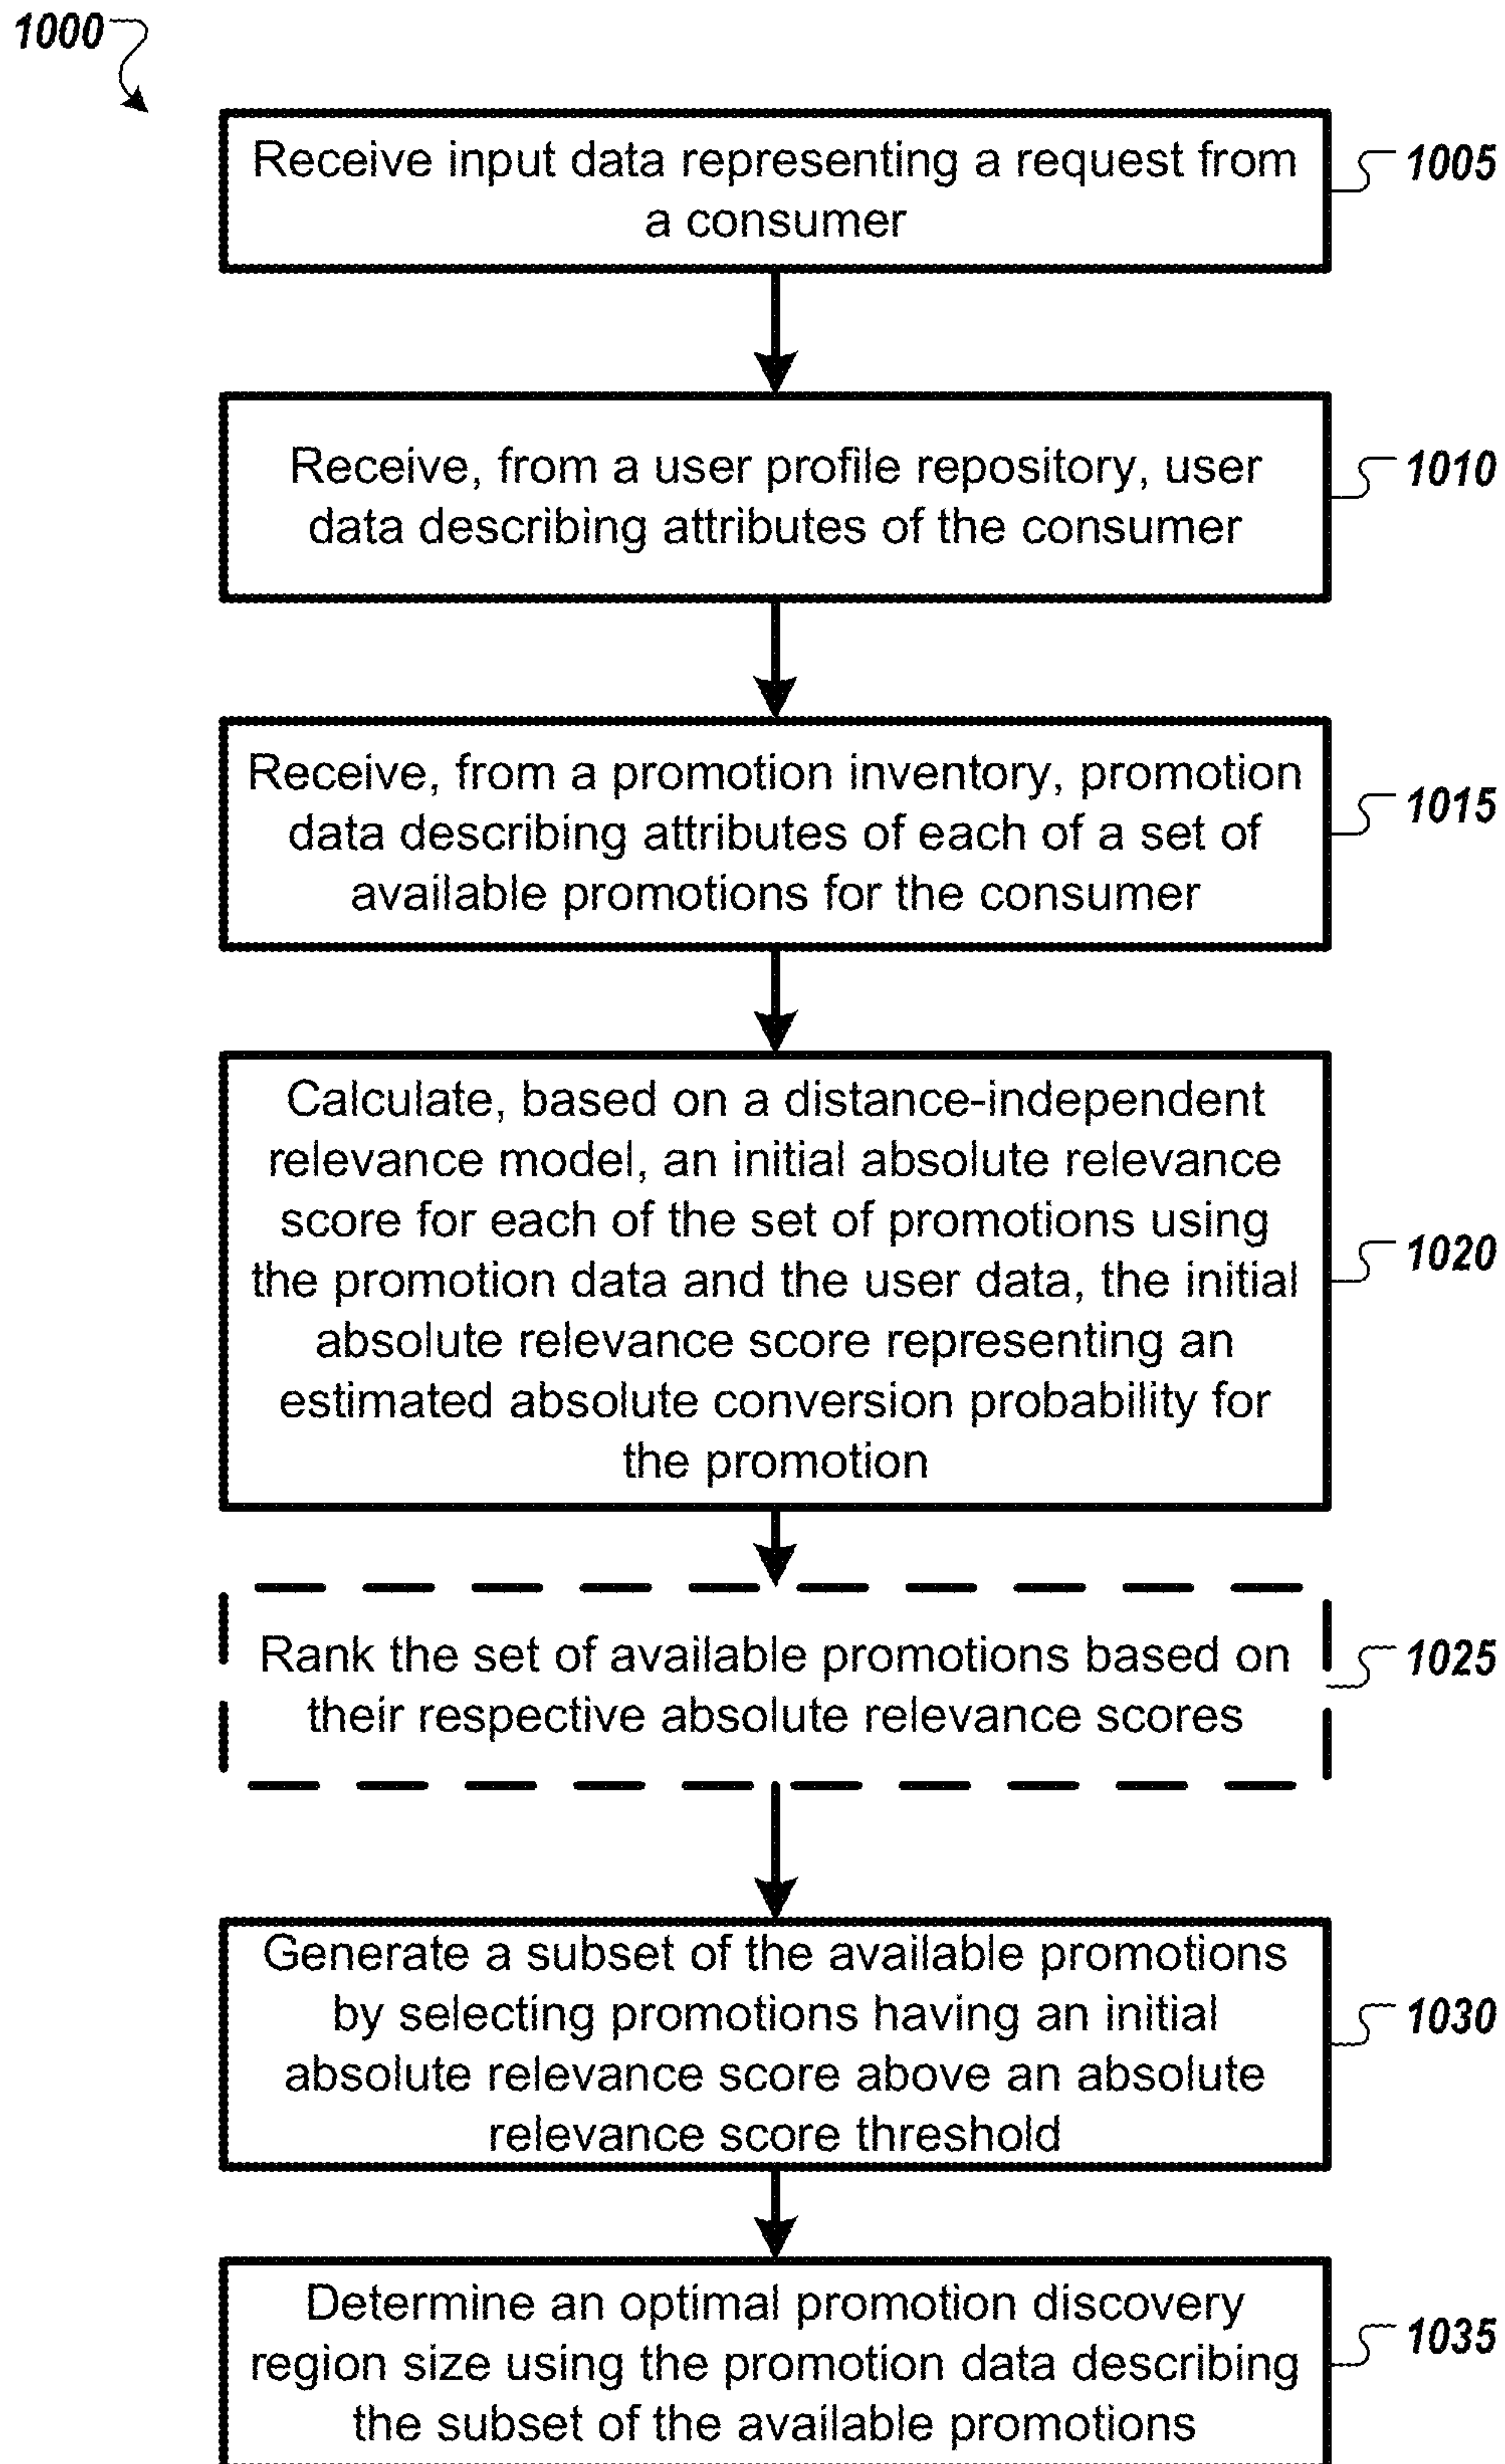 1000
Receive input data representing a request from
a consumer
1005
Receive, from a user profile repository, user
data describing attributes of the consumer
1010
Receive, from a promotion inventory, promotion
data describing attributes of each of a set of
available promotions for the consumer
1015
Calculate, based on a distance-independent
relevance model, an initial absolute relevance
score for each of the set of promotions using
the promotion data and the user data, the initial
absolute relevance score representing an
estimated absolute conversion probability for
the promotion
1020
Rank the set of available promotions based on
their respective absolute relevance scores
1025
Generate a subset of the available promotions
by selecting promotions having an initial
absolute relevance score above an absolute
relevance score threshold
1030
Determine an optimal promotion discovery
region size using the promotion data describing
the subset of the available promotions
1035